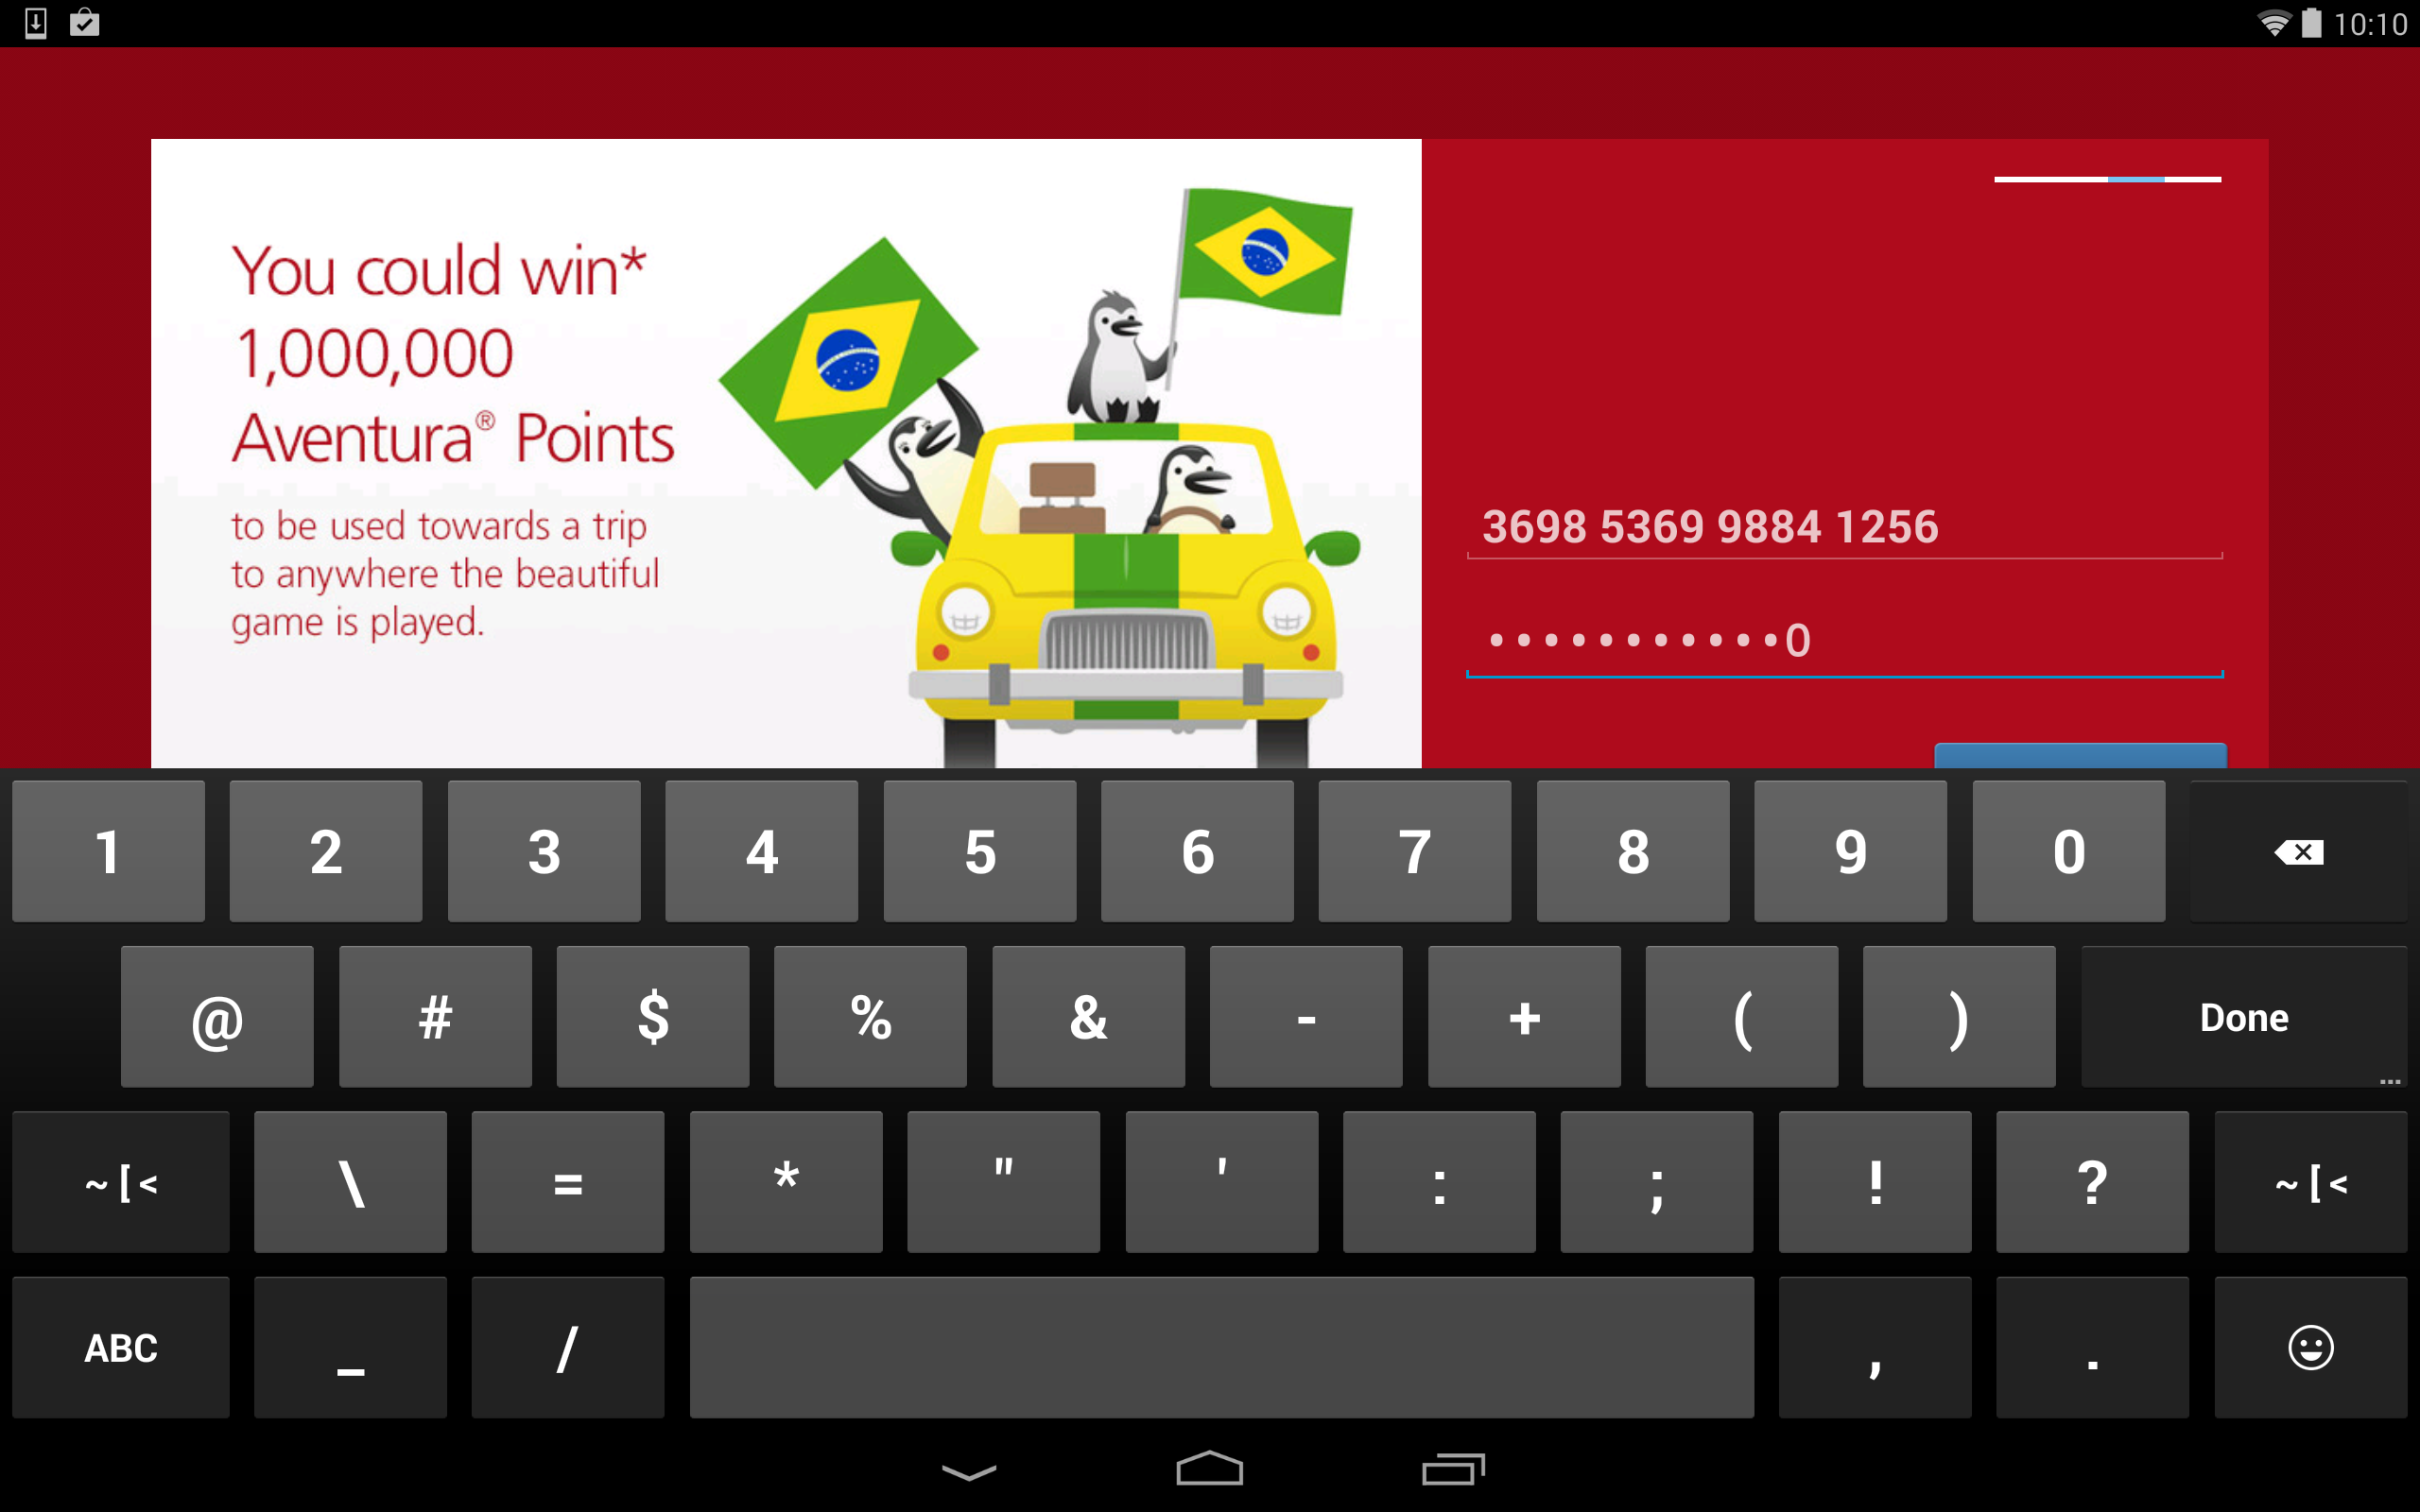 10:10
You could win*
1,000,000
Aventura® Points
to be used towards a trip
to anywhere the beautiful
game is played.
3698 5369 9884 1256
•••••••••••0
1 2 3 4 5 6 7 8 9 0
@ # $ % & - + ( ) Done
...
~ [ < \ = * " ' : ; ! ? ~ [ <
ABC _ / , .